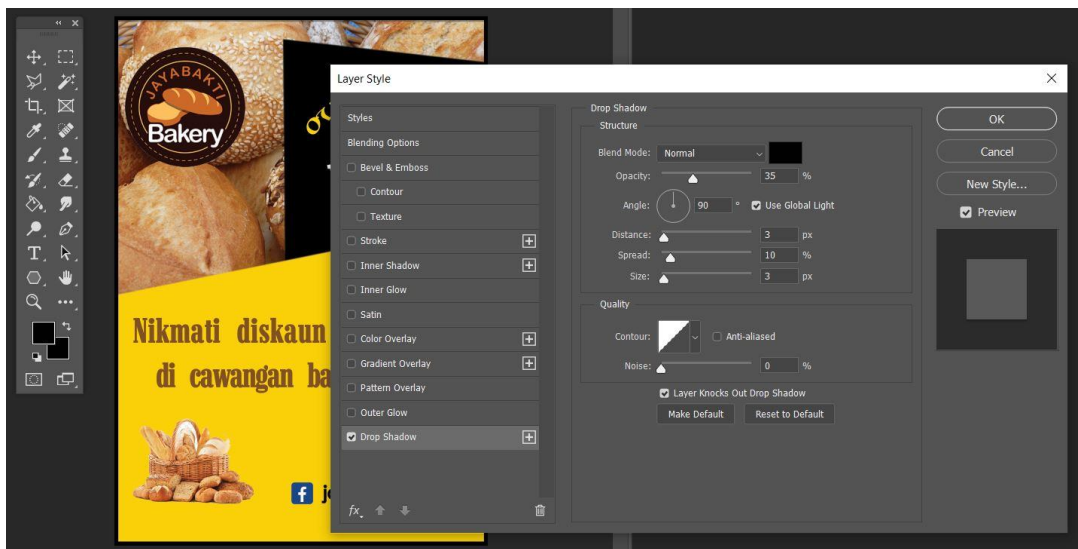 JAYABAKTI
Bakery
ou
Nikmati diskaun
di cawangan ba
f
Layer Style
Styles
Blending Options
Bevel & Emboss
Contour
Texture
Stroke
Inner Shadow
Inner Glow
Satin
Color Overlay
Gradient Overlay
Pattern Overlay
Outer Glow
Drop Shadow
fx
Drop Shadow
Structure
Blend Mode: Normal
Opacity: 35 %
Angle: 90 ° Use Global Light
Distance: 3 px
Spread: 10 %
Size: 3 px
Quality
Contour: Anti-aliased
Noise: 0 %
Layer Knocks Out Drop Shadow
Make Default Reset to Default
OK
Cancel
New Style...
Preview